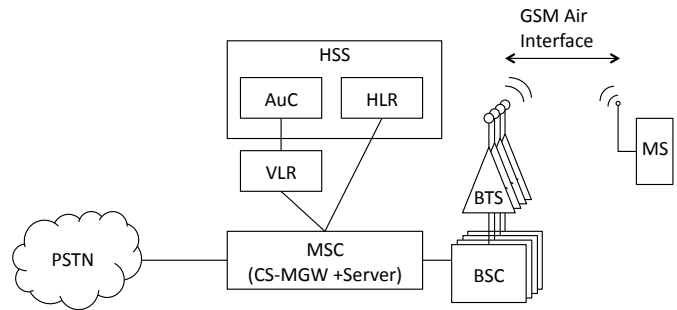 GSM Air
Interface
HSS
AuC
HLR
VLR
MS
BTS
PSTN
MSC
(CS-MGW +Server)
BSC